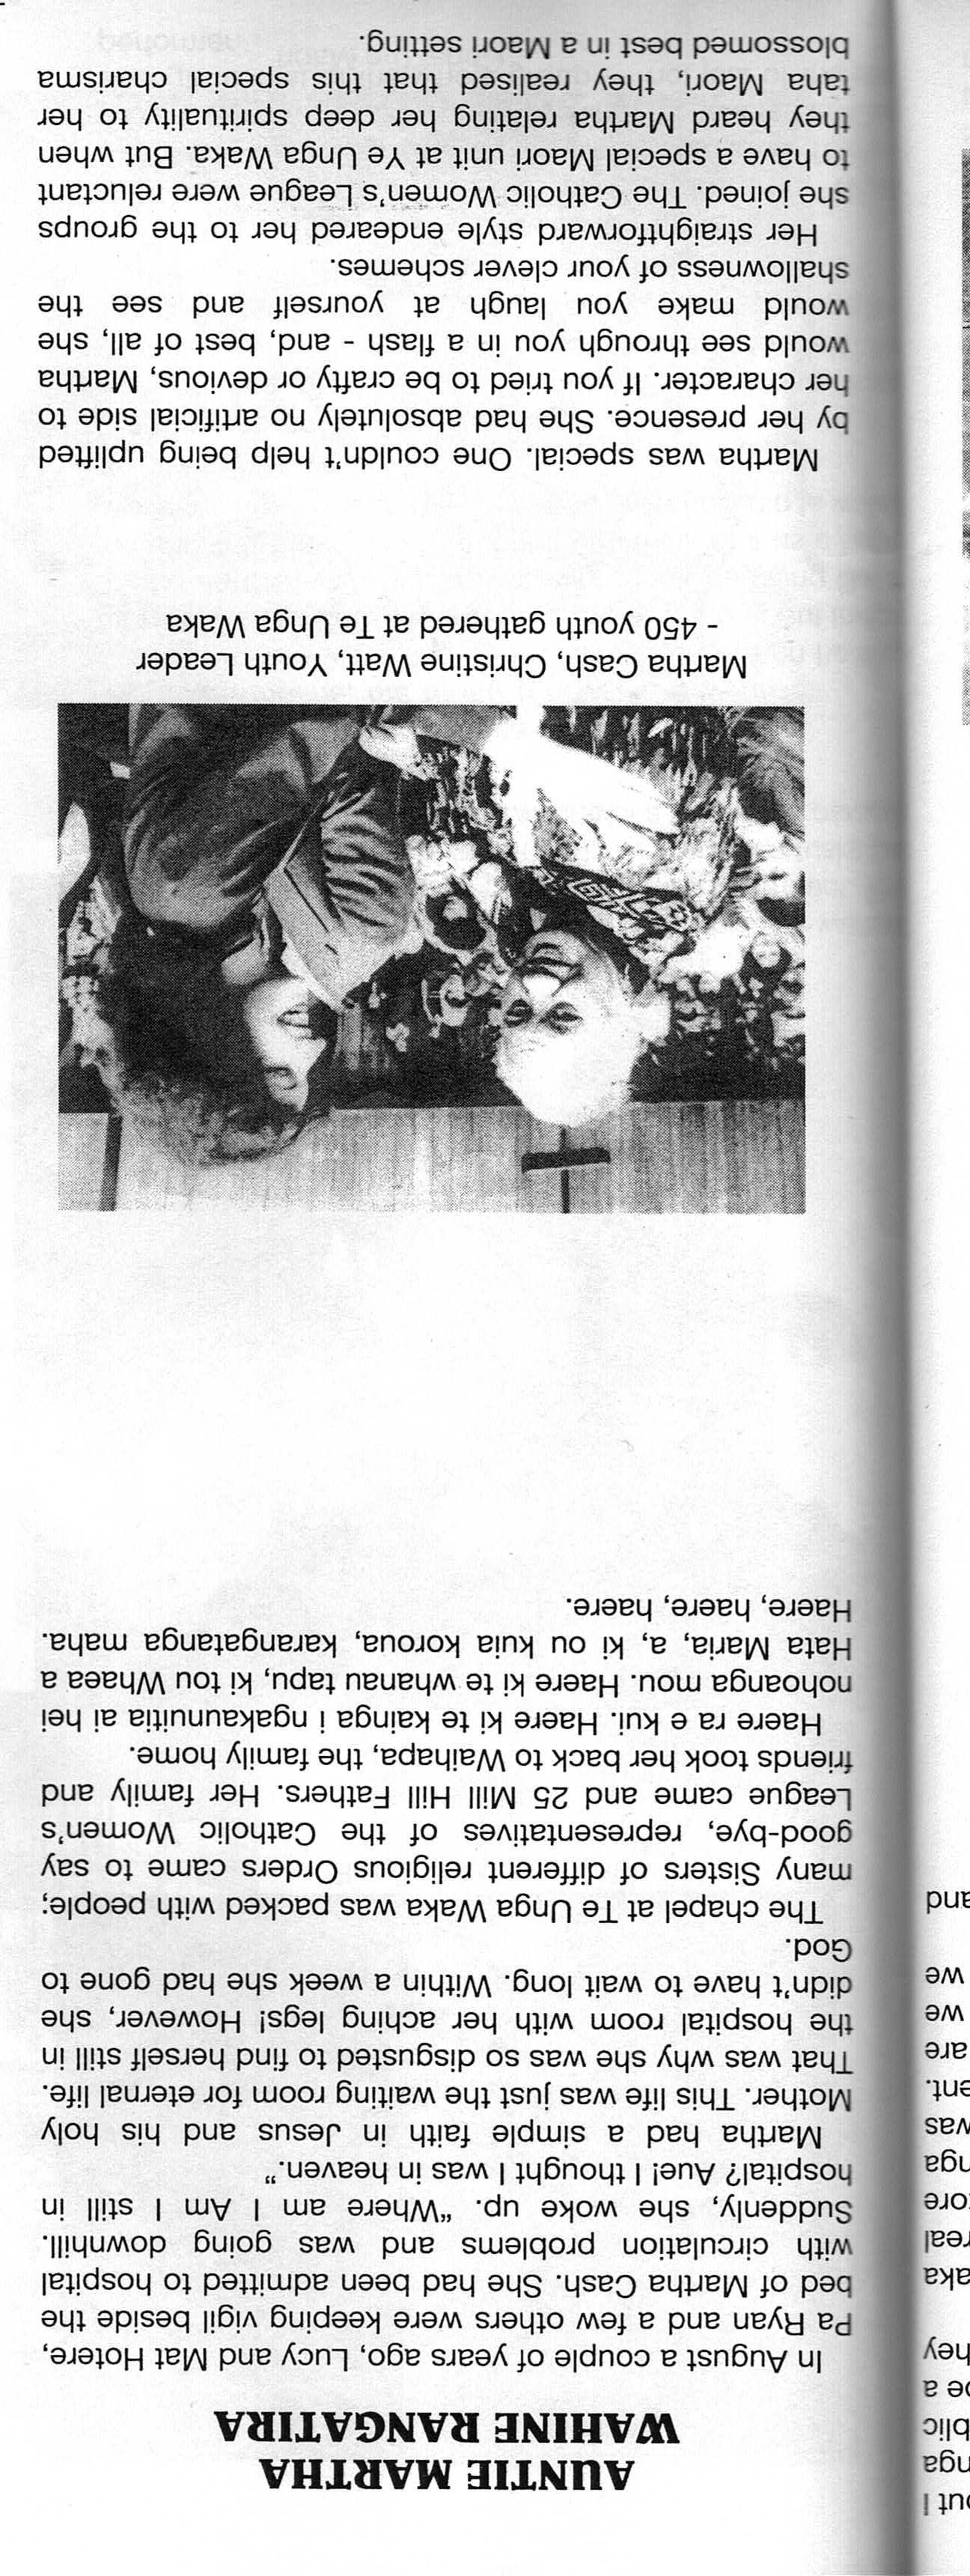 out I
nga
blic
be a
hey
aka
real
tore
nga
was
ent.
are
we
we
and
AUNTIE MARTHA
WAHINE RANGATIRA
In August a couple of years ago, Lucy and Mat Hotere,
Pa Ryan and a few others were keeping vigil beside the
bed of Martha Cash. She had been admitted to hospital
with circulation problems and was going downhill.
Suddenly, she woke up. “Where am I Am I still in
hospital? Aue! I thought I was in heaven.”
Martha had a simple faith in Jesus and his holy
Mother. This life was just the waiting room for eternal life.
That was why she was so disgusted to find herself still in
the hospital room with her aching legs! However, she
didn’t have to wait long. Within a week she had gone to
God.
The chapel at Te Unga Waka was packed with people;
many Sisters of different religious Orders came to say
good-bye, representatives of the Catholic Women’s
League came and 25 Mill Hill Fathers. Her family and
friends took her back to Waihapa, the family home.
Haere ra e kui. Haere ki te kainga i ngakaunuitia ai hei
nohoanga mou. Haere ki te whanau tapu, ki tou Whaea a
Hata Maria, a, ki ou kuia koroua, karangatanga maha.
Haere, haere, haere.
Martha Cash, Christine Watt, Youth Leader
- 450 youth gathered at Te Unga Waka
Martha was special. One couldn’t help being uplifted
by her presence. She had absolutely no artificial side to
her character. If you tried to be crafty or devious, Martha
would see through you in a flash - and, best of all, she
would make you laugh at yourself and see the
shallowness of your clever schemes.
Her straightforward style endeared her to the groups
she joined. The Catholic Women’s League were reluctant
to have a special Maori unit at Ye Unga Waka. But when
they heard Martha relating her deep spirituality to her
taha Maori, they realised that this special charisma
blossomed best in a Maori setting.